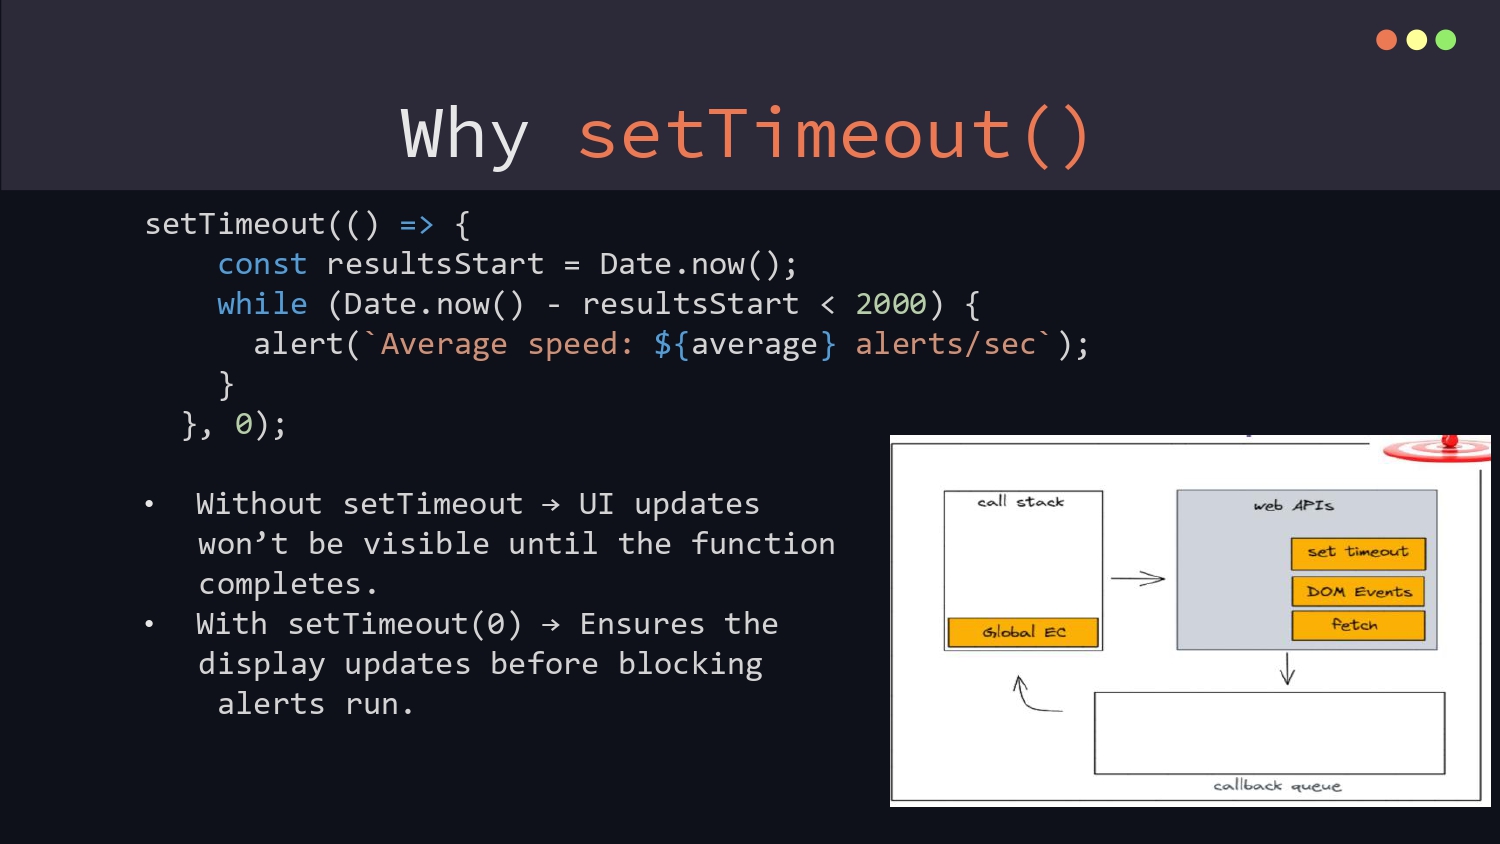 Why setTimeout()
setTimeout(() => {
const resultsStart = Date.now();
while (Date.now() - resultsStart < 2000) {
alert(`Average speed: ${average} alerts/sec`);
}
}, 0);
• Without setTimeout → UI updates
won’t be visible until the function
completes.
• With setTimeout(0) → Ensures the
display updates before blocking
alerts run.
call stack
Global EC
web APIs
set timeout
DOM Events
fetch
callback queue